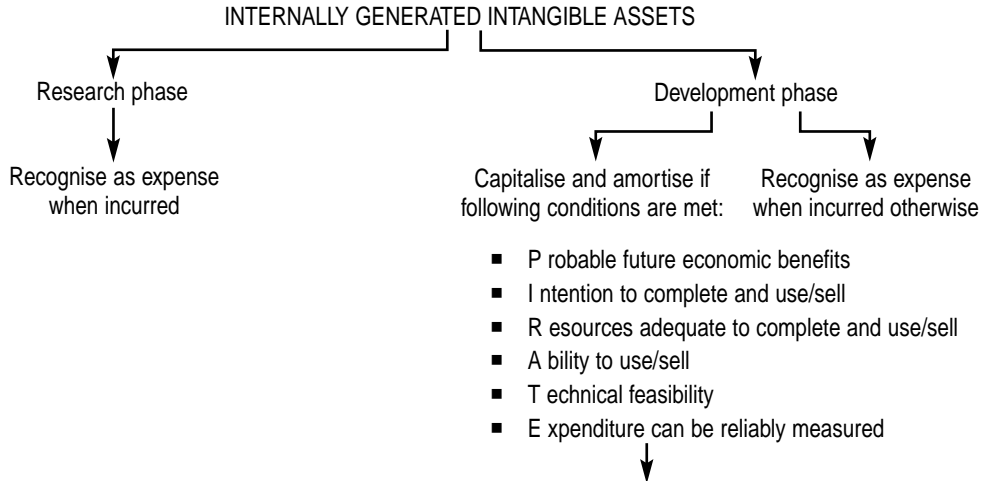 INTERNALLY GENERATED INTANGIBLE ASSETS
Research phase
Development phase
Recognise as expense
when incurred
Capitalise and amortise if
following conditions are met:
Recognise as expense
when incurred otherwise
■ P robable future economic benefits
■ I ntention to complete and use/sell
■ R esources adequate to complete and use/sell
■ A bility to use/sell
■ T echnical feasibility
■ E xpenditure can be reliably measured